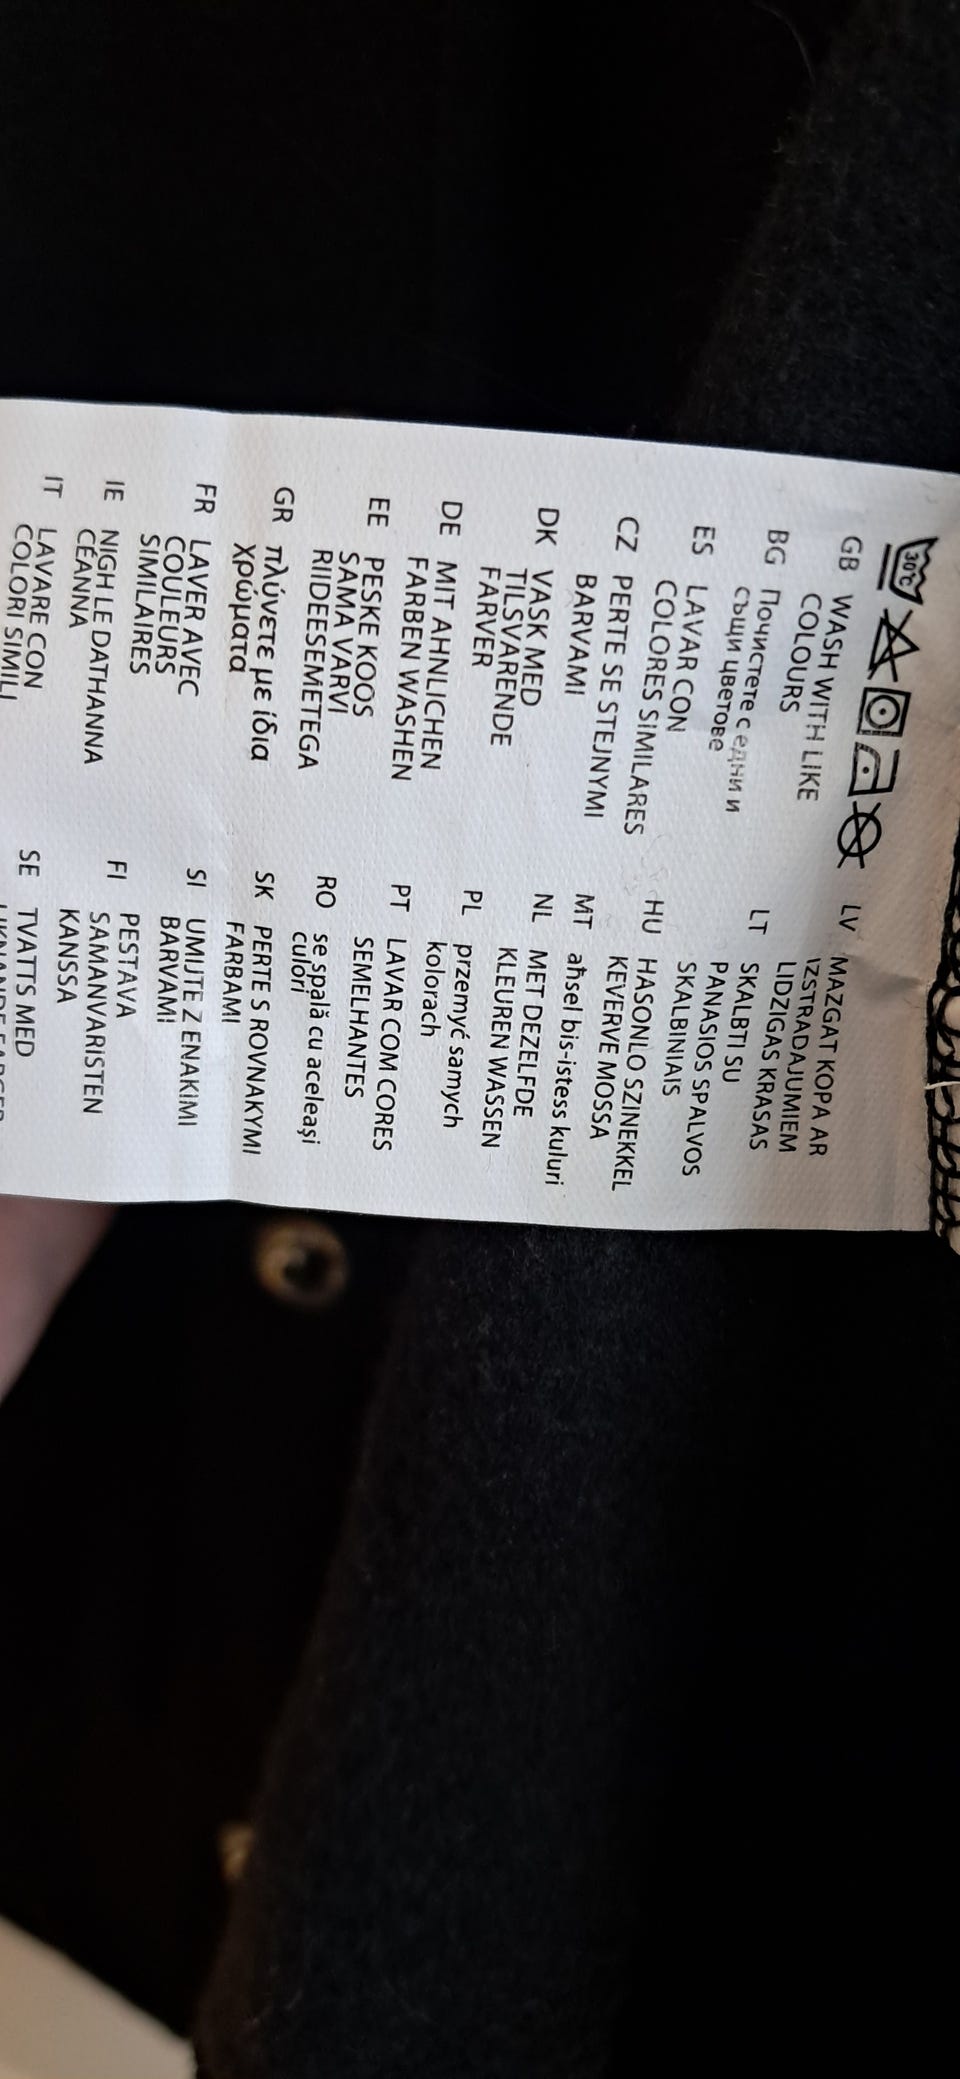 30°C
GB WASH WITH LIKE
COLOURS
BG Почистете с едни и
същи цветове
ES LAVAR CON
COLORES SIMILARES
CZ PERTE SE STEJNYMI
BARVAMI
DK VASK MED
TILSVARENDE
FARVER
DE MIT AHNLICHEN
FARBEN WASHEN
EE PESKE KOOS
SAMA VARVI
RIIDEESEMETEGA
GR πλύνετε με ίδια
χρώματα
FR LAVER AVEC
COULEURS
SIMILAIRES
IE NIGH LE DATHANNA
CÉANNA
IT LAVARE CON
COLORI SIMILI
LV MAZGAT KOPA AR
IZSTRADAJUMIEM
LIDZIGAS KRASAS
LT SKALBTI SU
PANASIOS SPALVOS
SKALBINIAIS
HU HASONLO SZINEKKEL
KEVERVE MOSSA
MT aħsel bis-istess kuluri
NL MET DEZELFDE
KLEUREN WASSEN
PL przemyć samych
kolorach
PT LAVAR COM CORES
SEMELHANTES
RO se spală cu aceleași
culori
SK PERTE S ROVNAKYMI
FARBAMI
SI UMIJTE Z ENAKIMI
BARVAMI
FI PESTAVA
SAMANVARISTEN
KANSSA
SE TVATTS MED